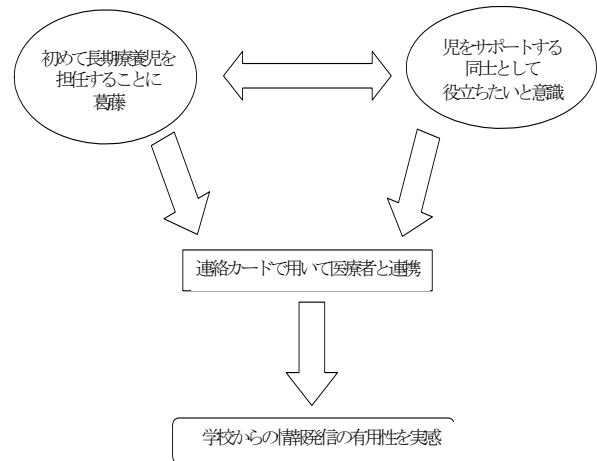 初めて長期療養児を
担任することに
葛藤
児をサポートする
同士として
役立ちたいと意識
連絡カードで用いて医療者と連携
学校からの情報発信の有用性を実感